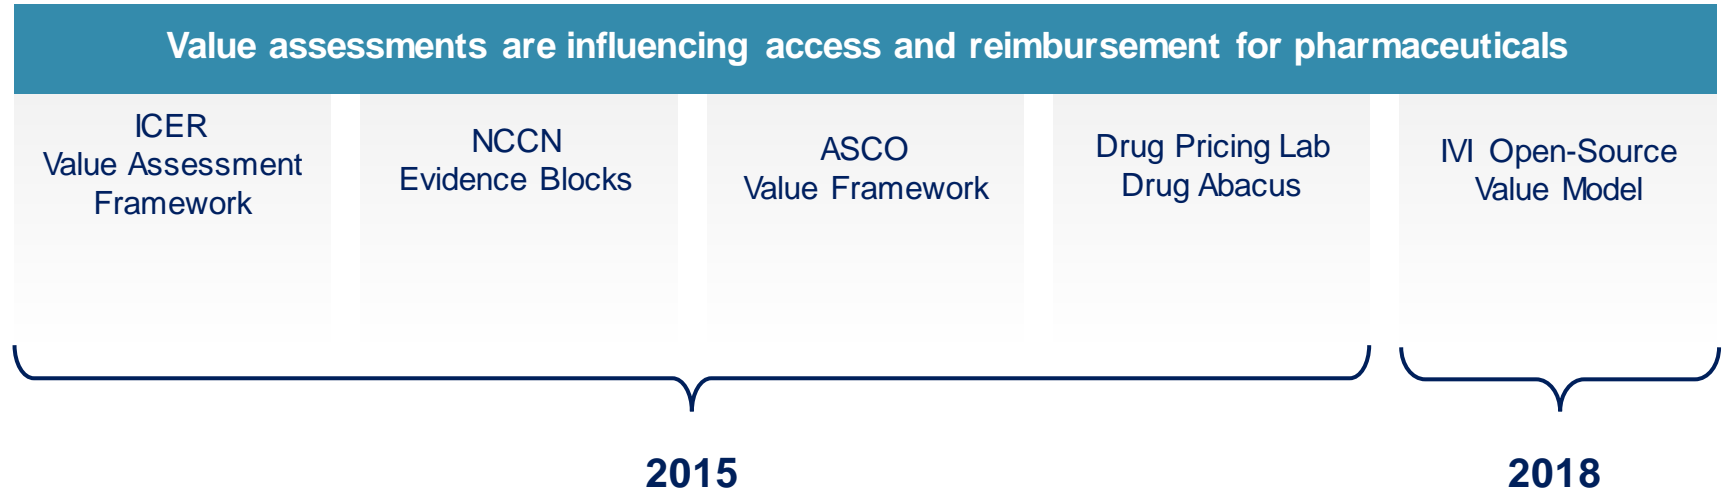 Value assessments are influencing access and reimbursement for pharmaceuticals
ICER
Value Assessment
Framework
NCCN
Evidence Blocks
ASCO
Value Framework
Drug Pricing Lab
Drug Abacus
IVI Open-Source
Value Model
2015
2018